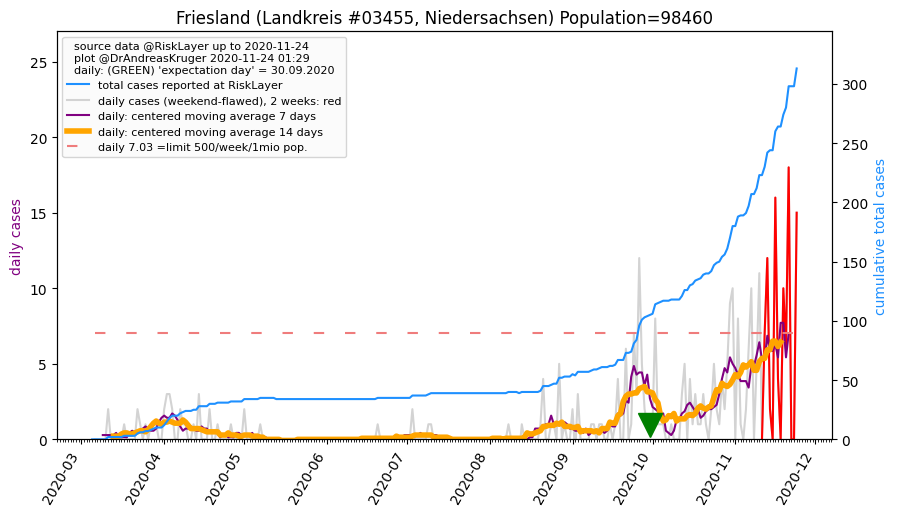 Friesland (Landkreis #03455, Niedersachsen) Population=98460
source data @RiskLayer up to 2020-11-24
plot @DrAndreasKruger 2020-11-24 01:29
daily: (GREEN) 'expectation day' = 30.09.2020
total cases reported at RiskLayer
daily cases (weekend-flawed), 2 weeks: red
daily: centered moving average 7 days
daily: centered moving average 14 days
daily 7.03 =limit 500/week/1mio pop.
daily cases
25
20
15
10
5
0
cumulative total cases
300
250
200
150
100
50
0
2020-03
2020-04
2020-05
2020-06
2020-07
2020-08
2020-09
2020-10
2020-11
2020-12